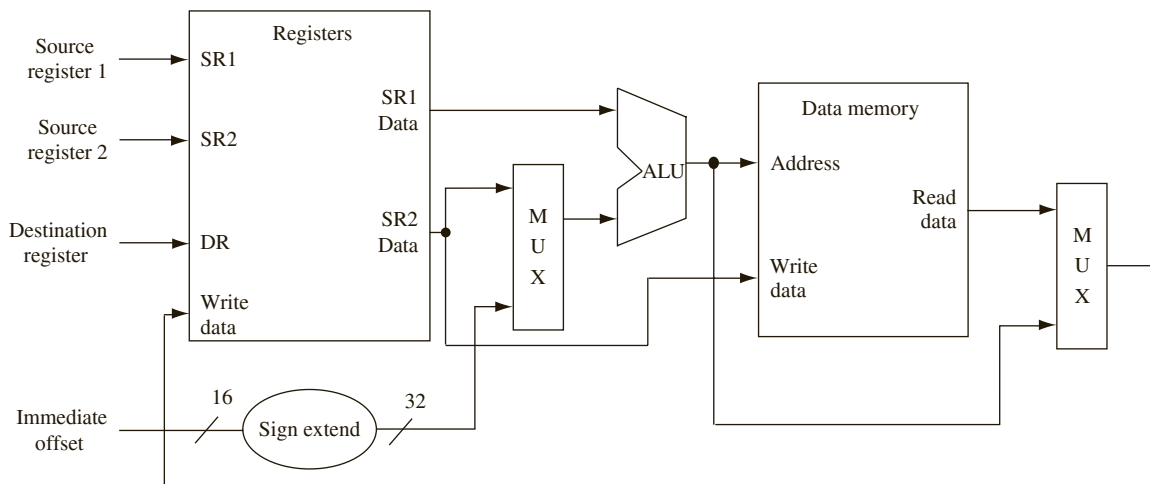 Registers
Source
register 1
SR1
SR1
Data
Source
register 2
SR2
Destination
register
DR
SR2
Data
Write
data
M
U
X
ALU
Data memory
Address
Read
data
Write
data
M
U
X
Immediate
offset
16
Sign extend
32